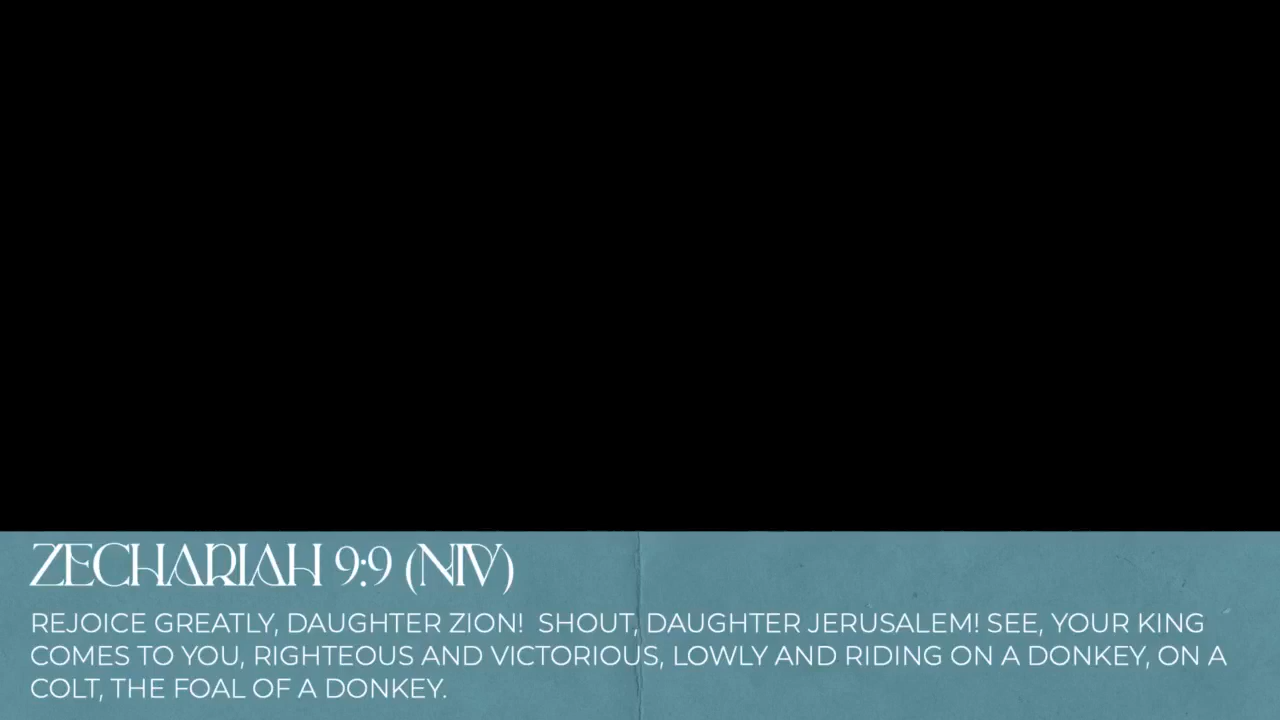 ZECHARIAH 9:9 (NIV)
REJOICE GREATLY, DAUGHTER ZION!  SHOUT, DAUGHTER JERUSALEM! SEE, YOUR KING
COMES TO YOU, RIGHTEOUS AND VICTORIOUS, LOWLY AND RIDING ON A DONKEY, ON A
COLT, THE FOAL OF A DONKEY.